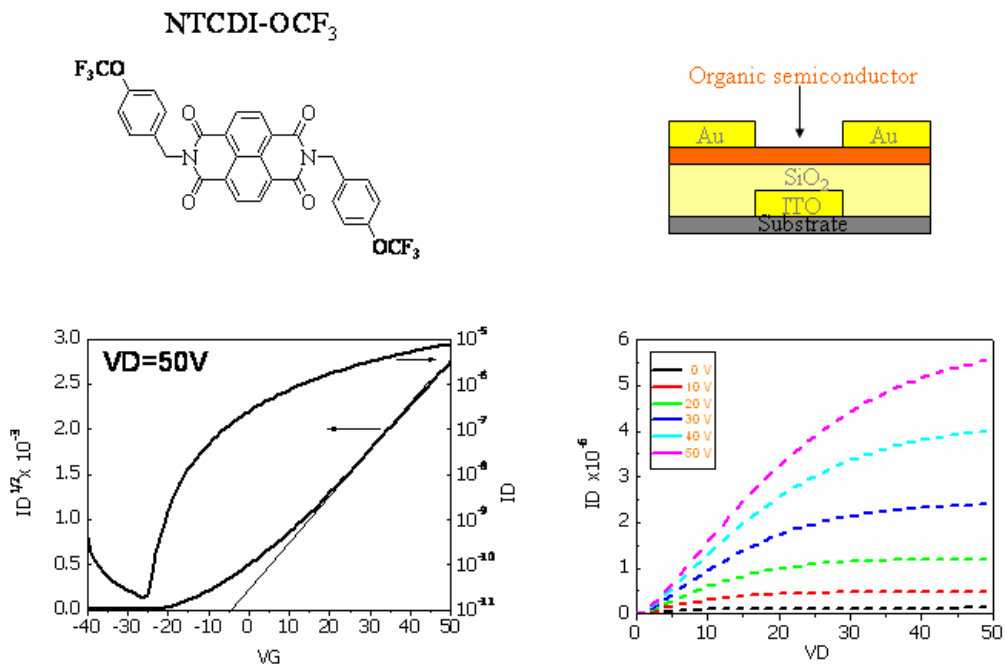 NTCDI-OCF₃
F₃CO
O
O
N
N
O
O
OCF₃
Organic semiconductor
Au
Au
SiO₂
ITO
Substrate
VD=50V
3.0
2.5
2.0
1.5
1.0
0.5
0.0
ID^1/2 x 10^-3
10^-5
10^-6
10^-7
10^-8
10^-9
10^-10
10^-11
ID
-40 -30 -20 -10 0 10 20 30 40 50
VG
6
5
4
3
2
1
0
ID x10^-6
0 V
10 V
20 V
30 V
40 V
50 V
0 10 20 30 40 50
VD